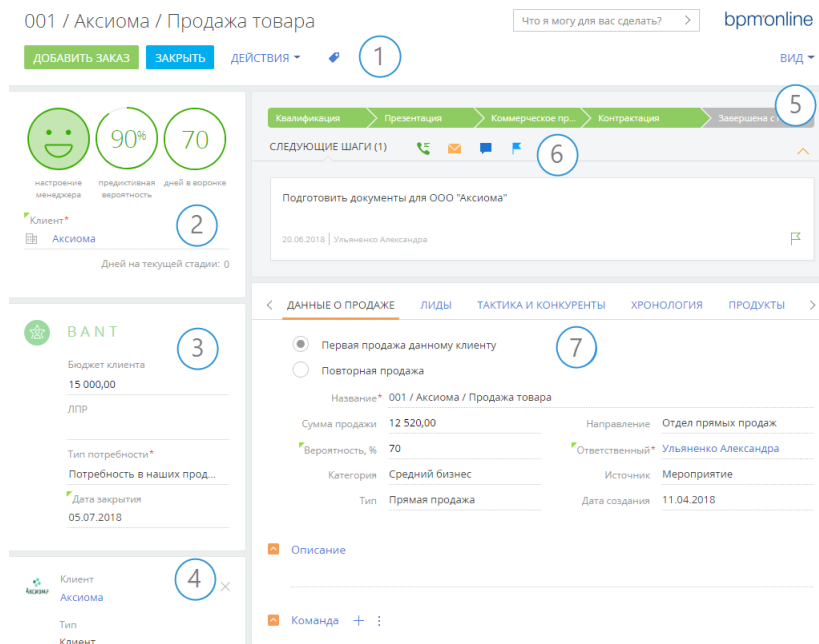 001 / Аксиома / Продажа товара
Что я могу для вас сделать?
bpmonline
ДОБАВИТЬ ЗАКАЗ ЗАКРЫТЬ ДЕЙСТВИЯ 1 ВИД
90% 70
настроение менеджера
предиктивная вероятность
дней в воронке
2
Клиент*
Аксиома
Дней на текущей стадии: 0
BANT 3
Бюджет клиента
15 000,00
ЛПР
Тип потребности*
Потребность в наших прод...
Дата закрытия
05.07.2018
4
Аксиома
Клиент
Аксиома
Тип
Клиент
5
Квалификация Презентация Коммерческое пр... Контрактация Завершена с
СЛЕДУЮЩИЕ ШАГИ (1) 6
Подготовить документы для ООО "Аксиома"
20.06.2018 Ульяненко Александра
ДАННЫЕ О ПРОДАЖЕ ЛИДЫ ТАКТИКА И КОНКУРЕНТЫ ХРОНОЛОГИЯ ПРОДУКТЫ
7
Первая продажа данному клиенту
Повторная продажа
Название* 001 / Аксиома / Продажа товара
Сумма продажи 12 520,00 Направление Отдел прямых продаж
Вероятность, % 70 Ответственный* Ульяненко Александра
Категория Средний бизнес Источник Мероприятие
Тип Прямая продажа Дата создания 11.04.2018
Описание
Команда